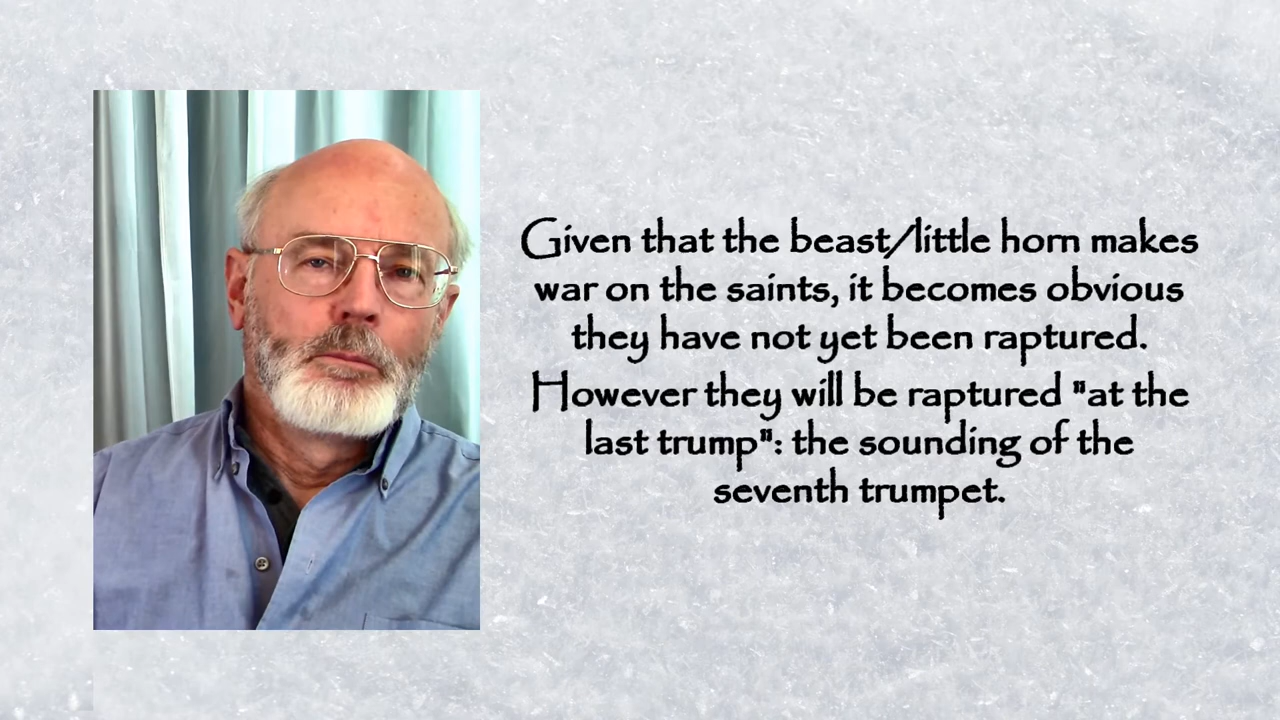 Given that the beast/little horn makes
war on the saints, it becomes obvious
they have not yet been raptured.
However they will be raptured "at the
last trump": the sounding of the
seventh trumpet.